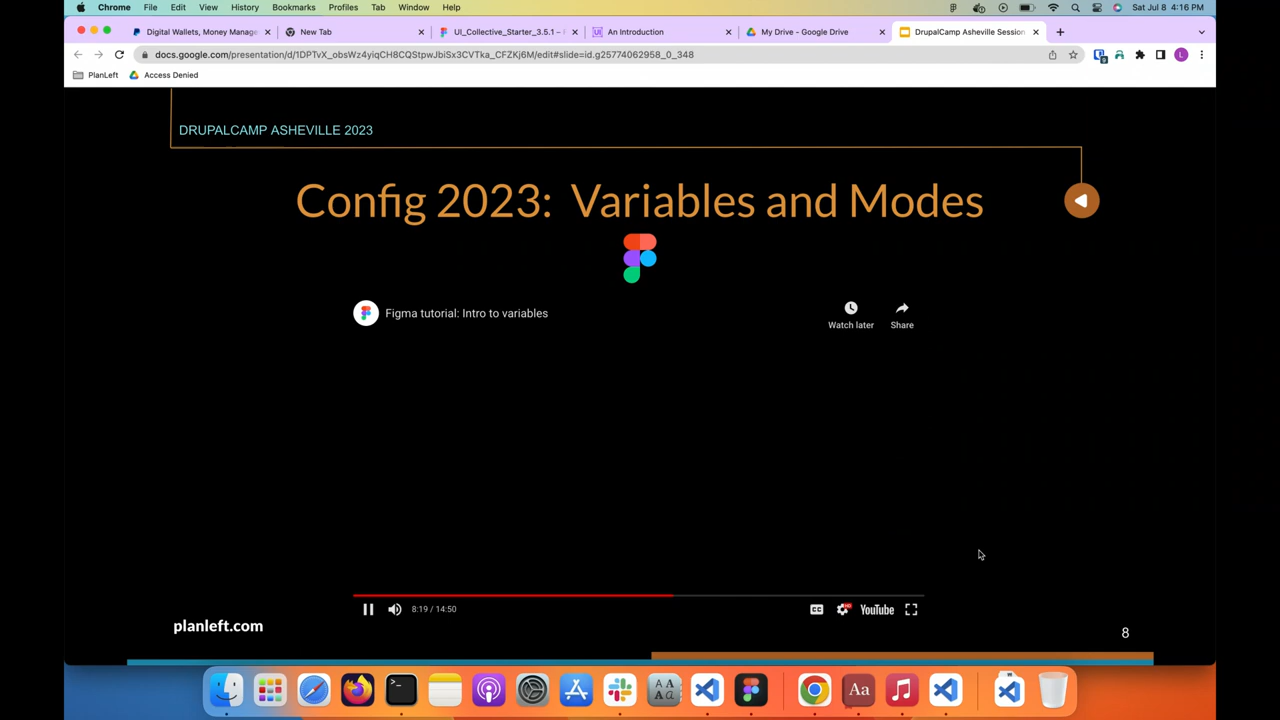 Chrome File Edit View History Bookmarks Profiles Tab Window Help Sat Jul 8 4:16 PM
Digital Wallets, Money Manage New Tab UI_Collective_Starter_3.5.1 – An Introduction My Drive - Google Drive DrupalCamp Asheville Session
docs.google.com/presentation/d/1DPTvX_obsWz4yiqCH8CQStpwJbiSx3CVTka_CFZKj6M/edit#slide=id.g25774062958_0_348
PlanLeft Access Denied
DRUPALCAMP ASHEVILLE 2023
Config 2023: Variables and Modes
Figma tutorial: Intro to variables
Watch later Share
8:19 / 14:50 CC HD YouTube
planleft.com
8